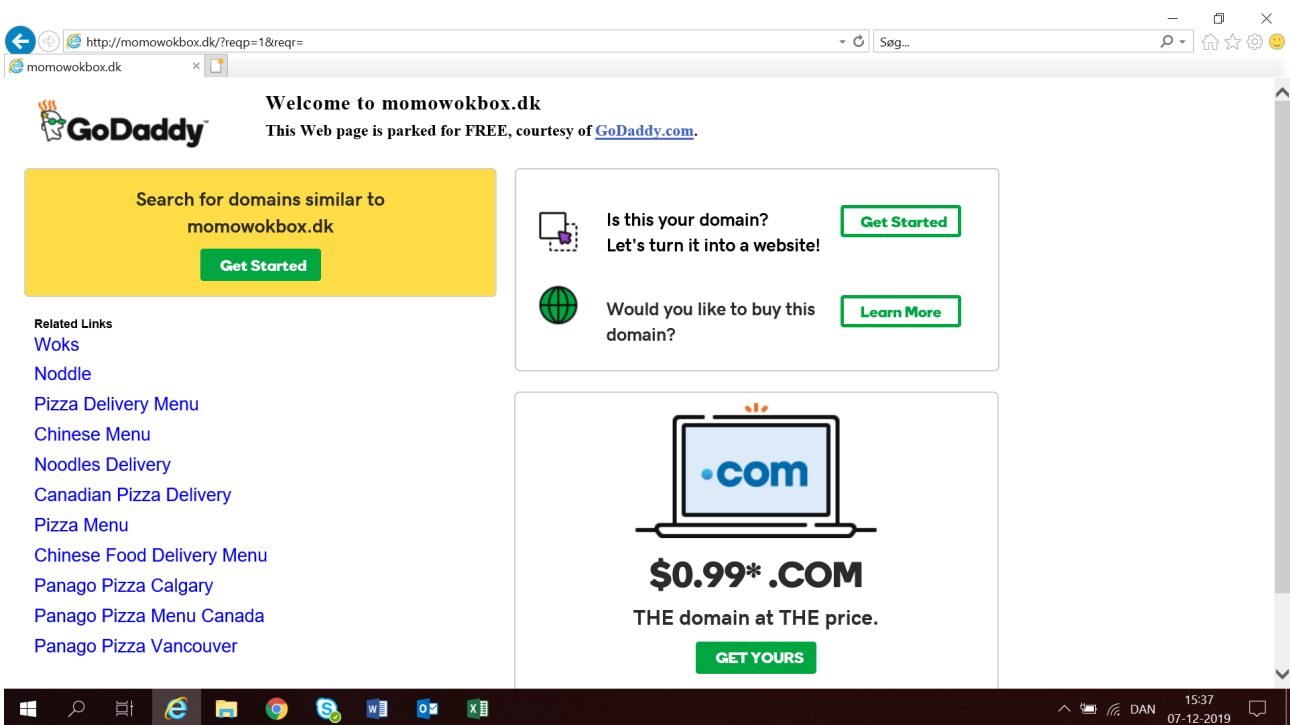 http://momowokbox.dk/?reqp=1&reqr=
Søg...
momowokbox.dk
GoDaddy™
Welcome to momowokbox.dk
This Web page is parked for FREE, courtesy of GoDaddy.com.
Search for domains similar to
momowokbox.dk
Get Started
Is this your domain?
Let's turn it into a website!
Get Started
Would you like to buy this
domain?
Learn More
Related Links
Woks
Noddle
Pizza Delivery Menu
Chinese Menu
Noodles Delivery
Canadian Pizza Delivery
Pizza Menu
Chinese Food Delivery Menu
Panago Pizza Calgary
Panago Pizza Menu Canada
Panago Pizza Vancouver
.com
$0.99* .COM
THE domain at THE price.
GET YOURS
DAN
15:37
07-12-2019